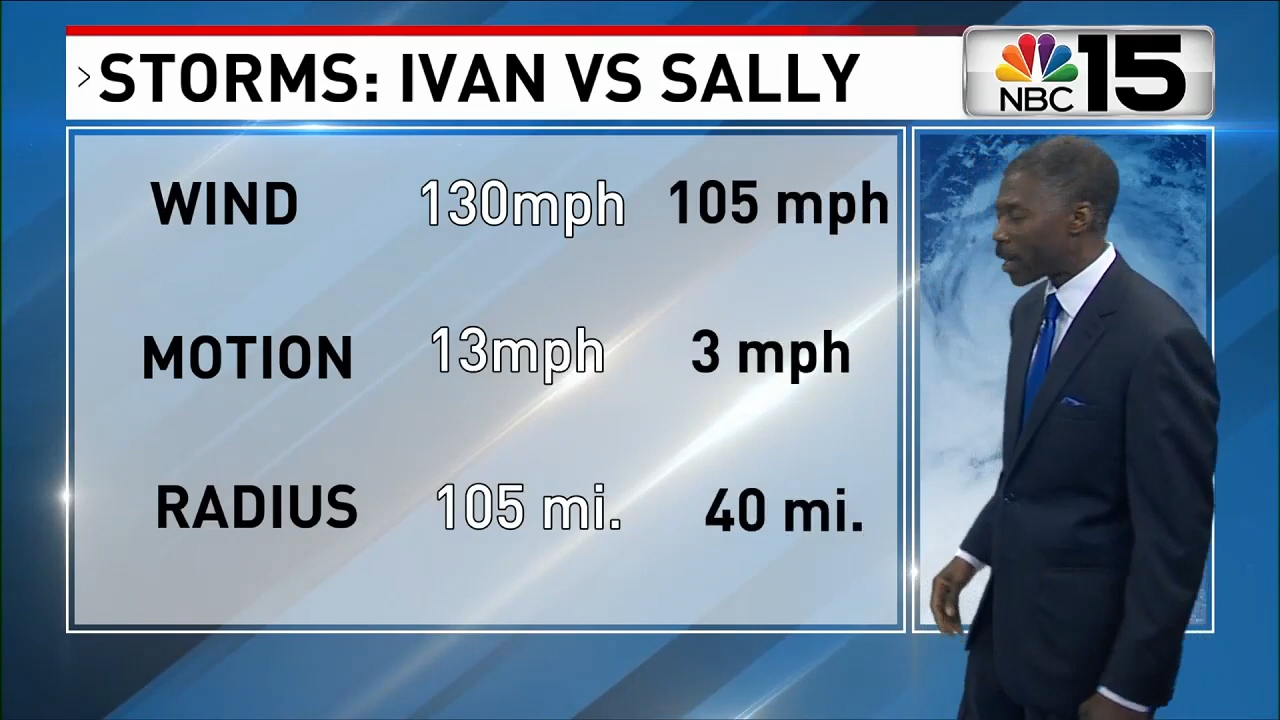 >STORMS: IVAN VS SALLY
NBC 15
WIND 130mph 105 mph
MOTION 13mph 3 mph
RADIUS 105 mi. 40 mi.